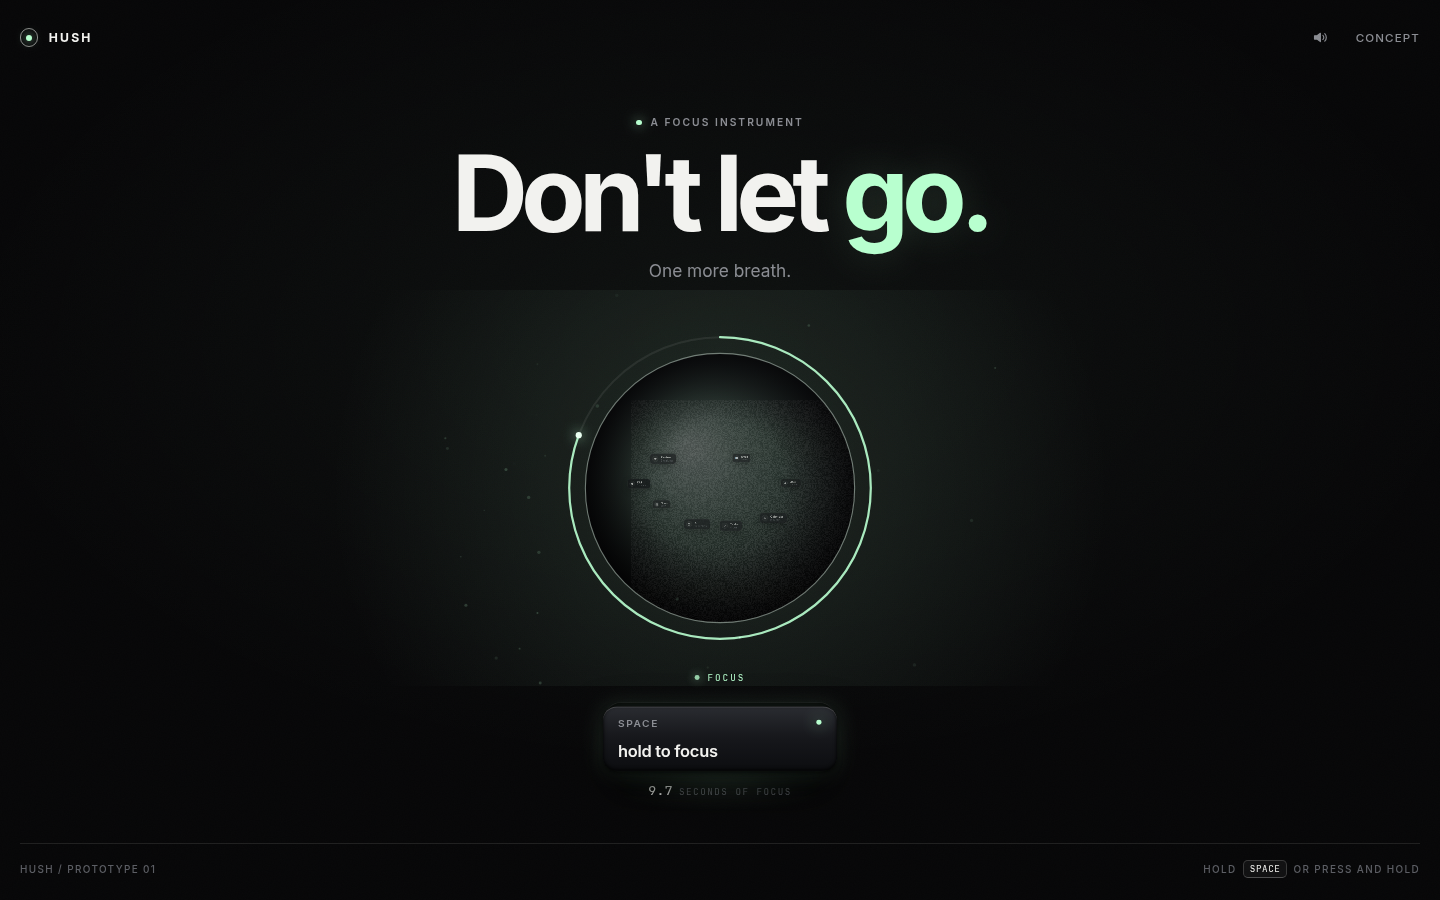 HUSH
CONCEPT
A FOCUS INSTRUMENT
Don't let go.
One more breath.
FOCUS
SPACE
hold to focus
9.7 SECONDS OF FOCUS
HUSH / PROTOTYPE 01
HOLD SPACE OR PRESS AND HOLD